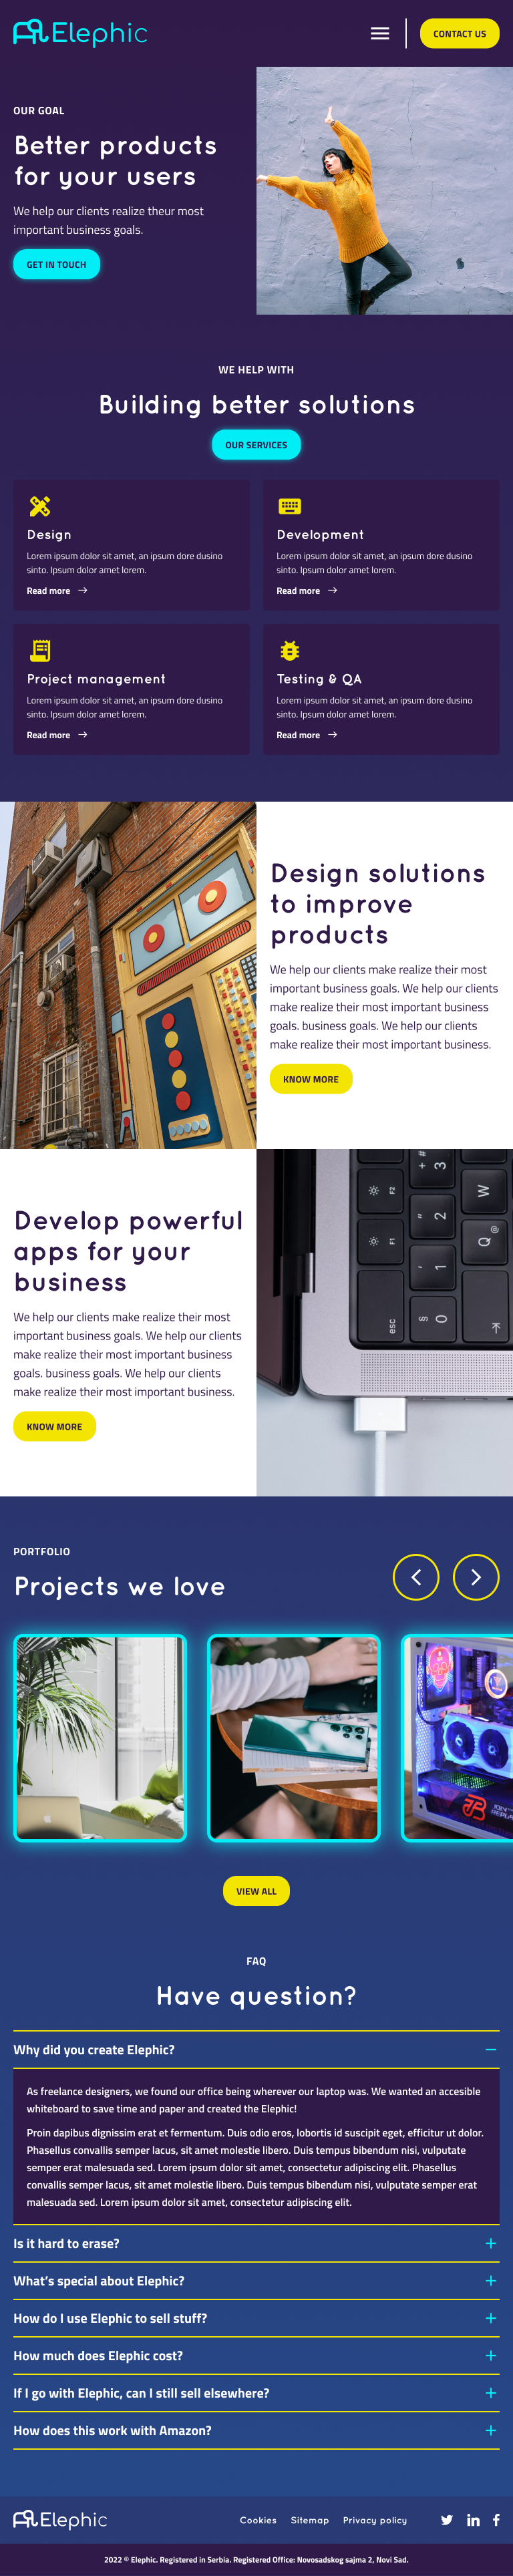 Elephic
CONTACT US
OUR GOAL
Better products
for your users
We help our clients realize theur most
important business goals.
GET IN TOUCH
WE HELP WITH
Building better solutions
OUR SERVICES
Design
Lorem ipsum dolor sit amet, an ipsum dore dusino
sinto. Ipsum dolor amet lorem.
Read more
Development
Lorem ipsum dolor sit amet, an ipsum dore dusino
sinto. Ipsum dolor amet lorem.
Read more
Project management
Lorem ipsum dolor sit amet, an ipsum dore dusino
sinto. Ipsum dolor amet lorem.
Read more
Testing & QA
Lorem ipsum dolor sit amet, an ipsum dore dusino
sinto. Ipsum dolor amet lorem.
Read more
Design solutions
to improve
products
We help our clients make realize their most
important business goals. We help our clients
make realize their most important business
goals. business goals. We help our clients
make realize their most important business.
KNOW MORE
Develop powerful
apps for your
business
We help our clients make realize their most
important business goals. We help our clients
make realize their most important business
goals. business goals. We help our clients
make realize their most important business.
KNOW MORE
# 3
F2
" 2
W
F1
! 1
Q @
esc
§ 0
PORTFOLIO
Projects we love
VIEW ALL
FAQ
Have question?
Why did you create Elephic?
As freelance designers, we found our office being wherever our laptop was. We wanted an accesible
whiteboard to save time and paper and created the Elephic!
Proin dapibus dignissim erat et fermentum. Duis odio eros, lobortis id suscipit eget, efficitur ut dolor.
Phasellus convallis semper lacus, sit amet molestie libero. Duis tempus bibendum nisi, vulputate
semper erat malesuada sed. Lorem ipsum dolor sit amet, consectetur adipiscing elit. Phasellus
convallis semper lacus, sit amet molestie libero. Duis tempus bibendum nisi, vulputate semper erat
malesuada sed. Lorem ipsum dolor sit amet, consectetur adipiscing elit.
Is it hard to erase?
What's special about Elephic?
How do I use Elephic to sell stuff?
How much does Elephic cost?
If I go with Elephic, can I still sell elsewhere?
How does this work with Amazon?
Elephic
Cookies
Sitemap
Privacy policy
2022 © Elephic. Registered in Serbia. Registered Office: Novosadskog sajma 2, Novi Sad.